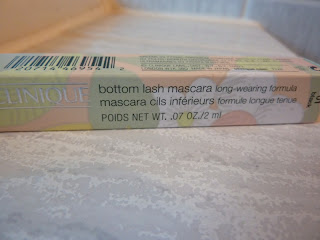 CLINIQUE
bottom lash mascara long-wearing formula
mascara cils inférieurs formule longue tenue
POIDS NET WT. .07 OZ./2 ml